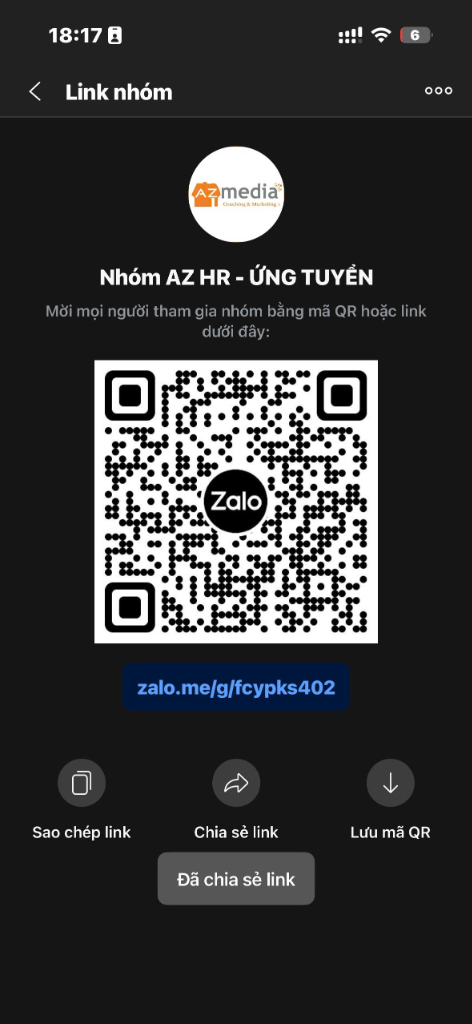 18:17
6
Link nhóm
AZ media
Coaching & Marketing
Nhóm AZ HR - ỨNG TUYỂN
Mời mọi người tham gia nhóm bằng mã QR hoặc link
dưới đây:
Zalo
zalo.me/g/fcypks402
Sao chép link
Chia sẻ link
Lưu mã QR
Đã chia sẻ link